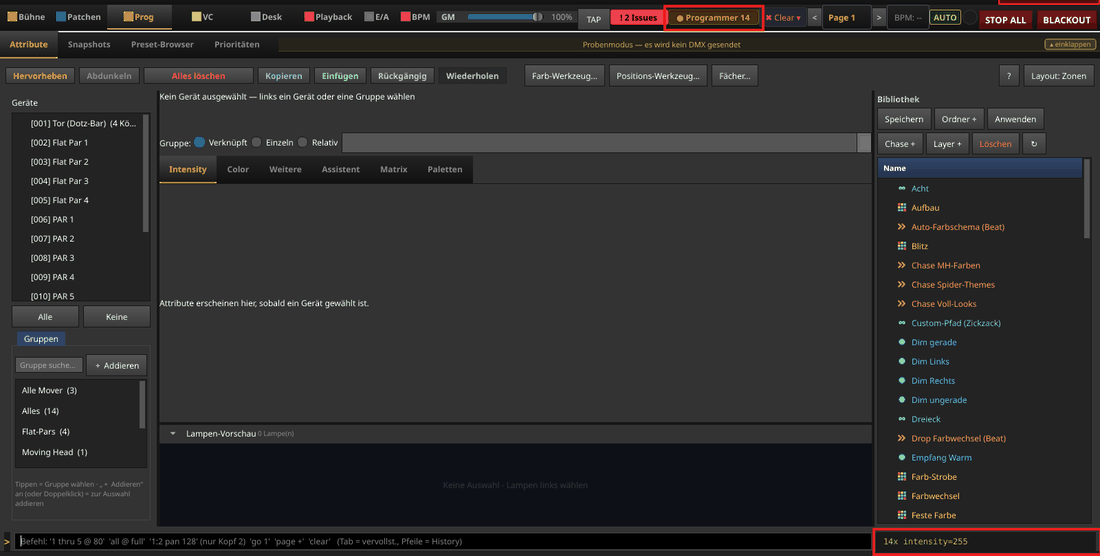 Bühne Patchen Prog VC Desk Playback E/A BPM GM 100% TAP ! 2 Issues Programmer 14 ✖ Clear ▾ < Page 1 > BPM: -- AUTO STOP ALL BLACKOUT
Attribute Snapshots Preset-Browser Prioritäten Probenmodus — es wird kein DMX gesendet ▴ einklappen
Hervorheben Abdunkeln Alles löschen Kopieren Einfügen Rückgängig Wiederholen Farb-Werkzeug... Positions-Werkzeug... Fächer... ? Layout: Zonen
Geräte
[001] Tor (Dotz-Bar) (4 Kö...
[002] Flat Par 1
[003] Flat Par 2
[004] Flat Par 3
[005] Flat Par 4
[006] PAR 1
[007] PAR 2
[008] PAR 3
[009] PAR 4
[010] PAR 5
Alle Keine
Gruppen
Gruppe suche... + Addieren
Alle Mover (3)
Alles (14)
Flat-Pars (4)
Moving Head (1)
Tippen = Gruppe wählen · „ + Addieren"
an (oder Doppelklick) = zur Auswahl
addieren
Kein Gerät ausgewählt — links ein Gerät oder eine Gruppe wählen
Gruppe: Verknüpft Einzeln Relativ
Intensity Color Weitere Assistent Matrix Paletten
Attribute erscheinen hier, sobald ein Gerät gewählt ist.
Lampen-Vorschau 0 Lampe(n)
Keine Auswahl - Lampen links wählen
Bibliothek
Speichern Ordner + Anwenden
Chase + Layer + Löschen ↻
Name
Acht
Aufbau
Auto-Farbschema (Beat)
Blitz
Chase MH-Farben
Chase Spider-Themes
Chase Voll-Looks
Custom-Pfad (Zickzack)
Dim gerade
Dim Links
Dim Rechts
Dim ungerade
Dreieck
Drop Farbwechsel (Beat)
Empfang Warm
Farb-Strobe
Farbwechsel
Feste Farbe
> Befehl: '1 thru 5 @ 80' 'all @ full' '1:2 pan 128' (nur Kopf 2) 'go 1' 'page +' 'clear' (Tab = vervollst., Pfeile = History)
14x intensity=255